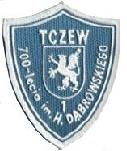 TCZEW
1
700-lecia im. H. DĄBROWSKIEGO